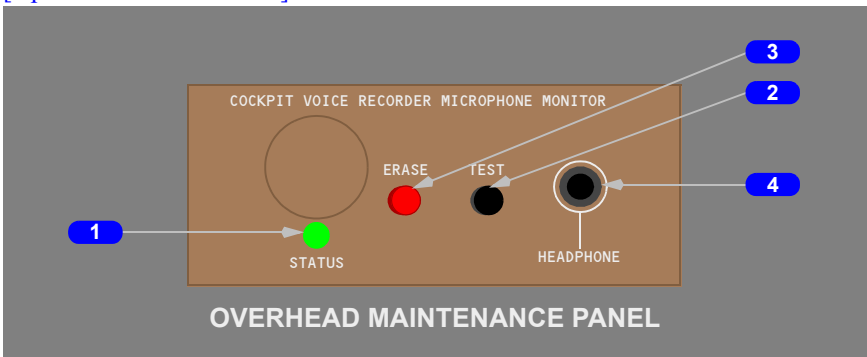 3
COCKPIT VOICE RECORDER MICROPHONE MONITOR
2
ERASE TEST
4
1
STATUS
HEADPHONE
OVERHEAD MAINTENANCE PANEL